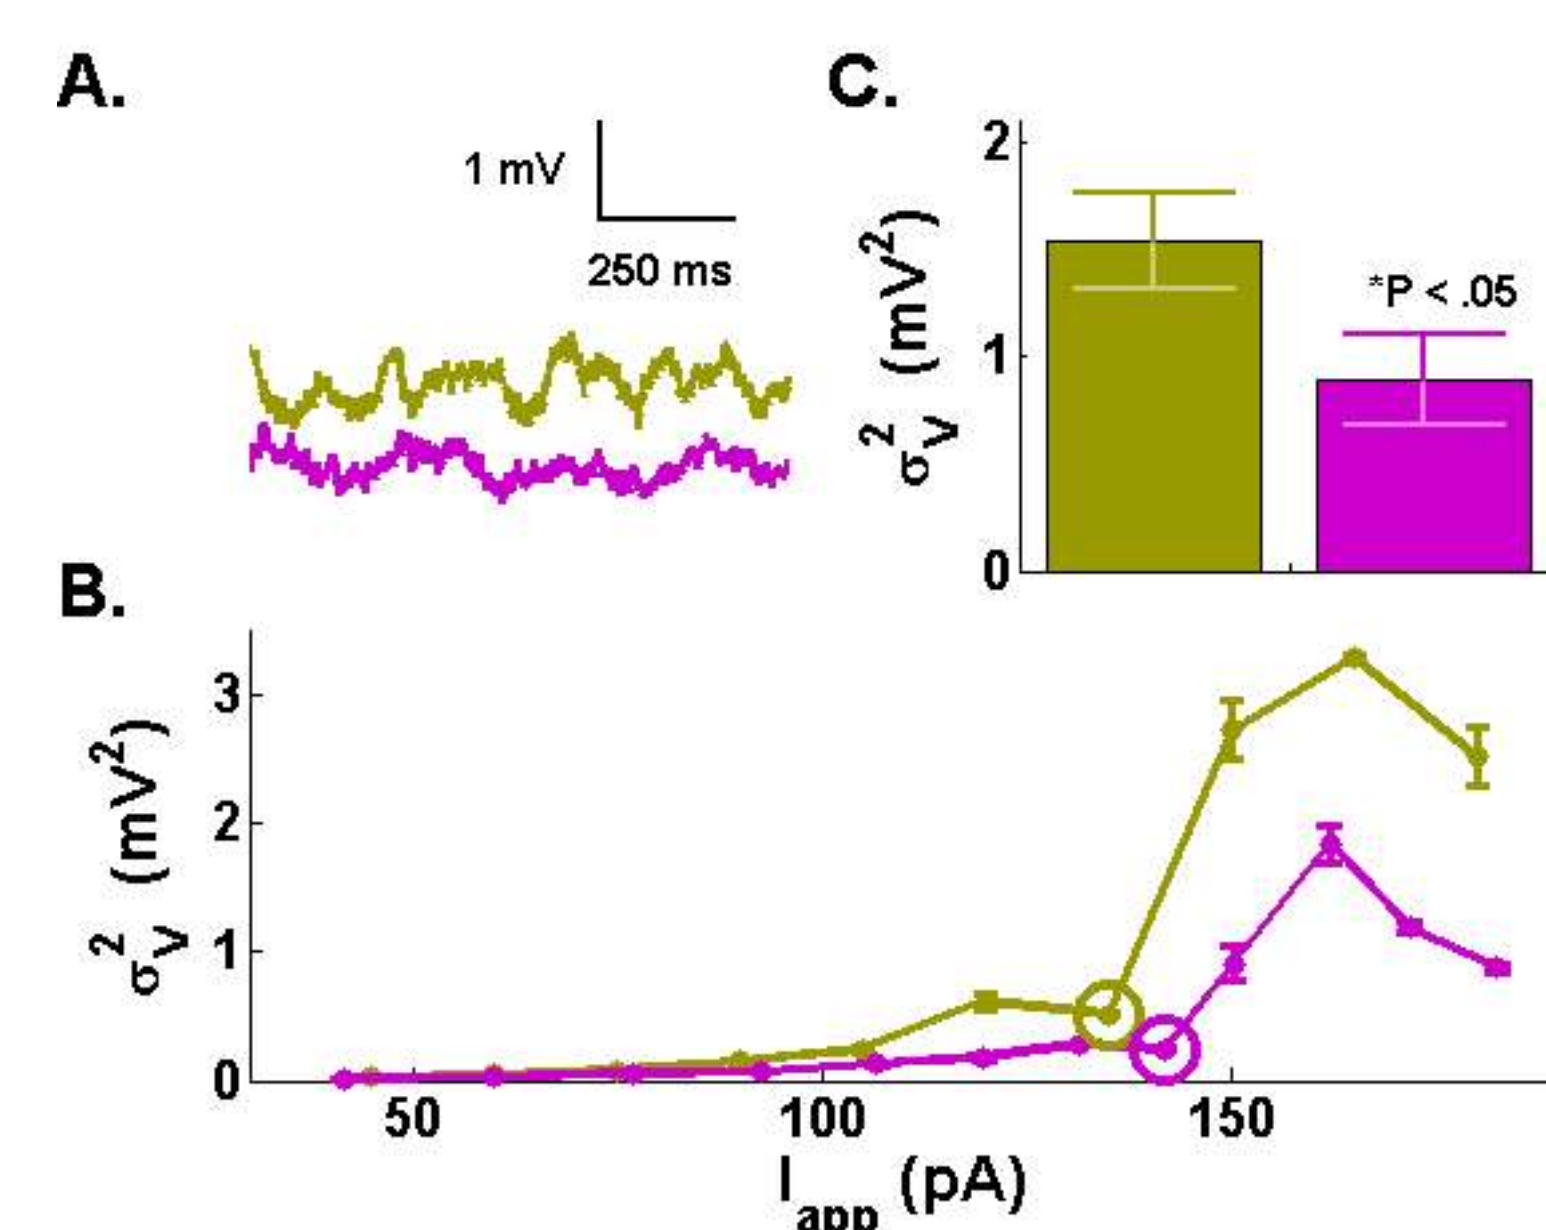 A.
1 mV
250 ms
C.
2
1
0
σ²V (mV²)
*P < .05
B.
3
2
1
0
σ²V (mV²)
50 100 150
Iapp (pA)